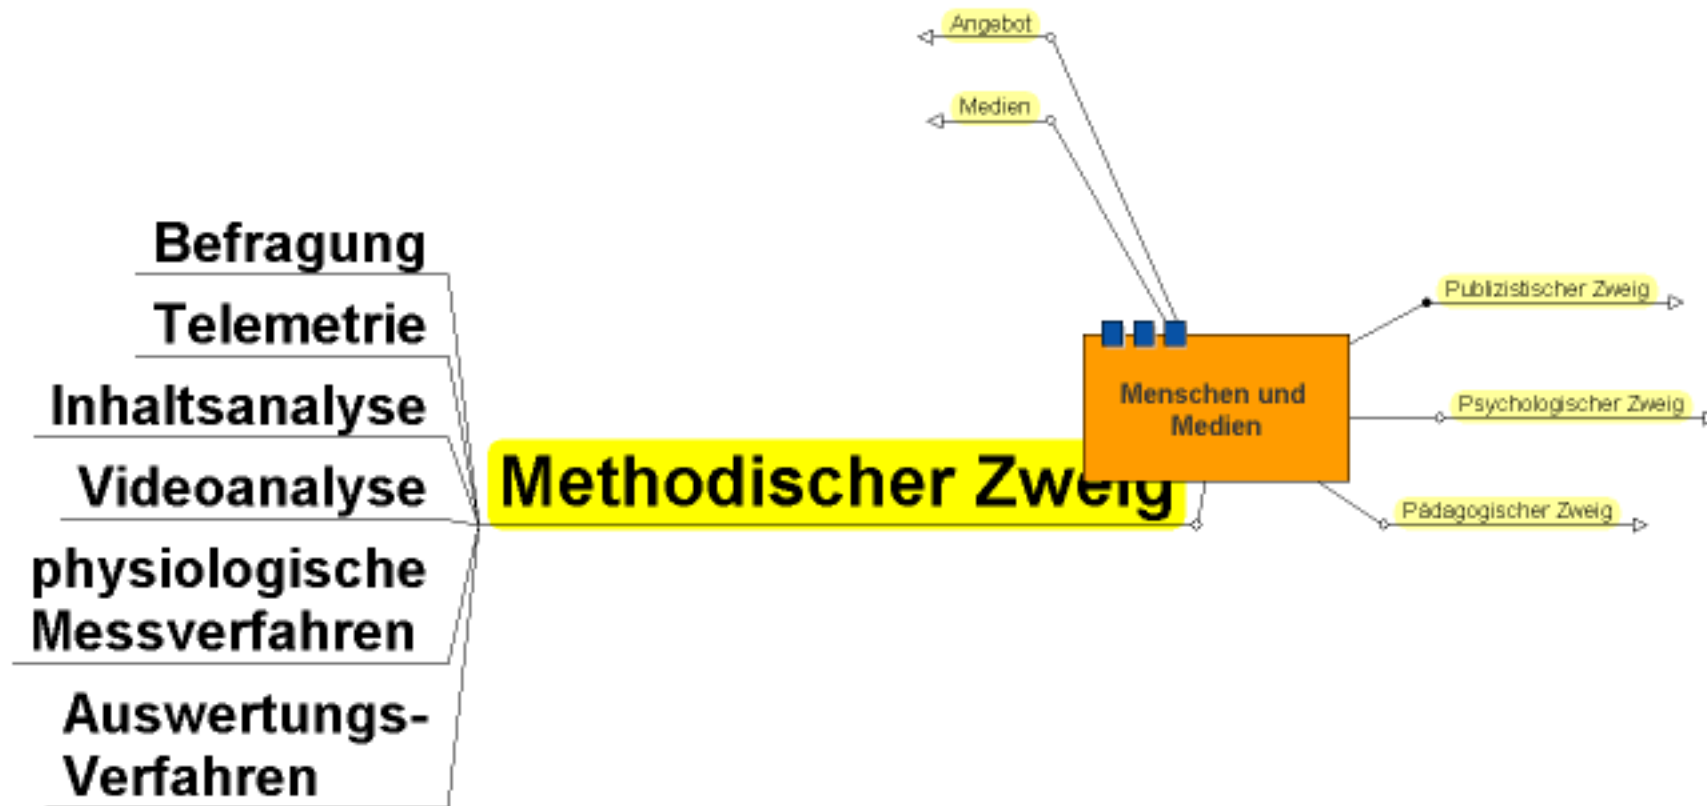 Angebot
Medien
Befragung
Telemetrie
Inhaltsanalyse
Videoanalyse
physiologische
Messverfahren
Auswertungs-
Verfahren
Methodischer Zweig
Menschen und
Medien
Publizistischer Zweig
Psychologischer Zweig
Pädagogischer Zweig